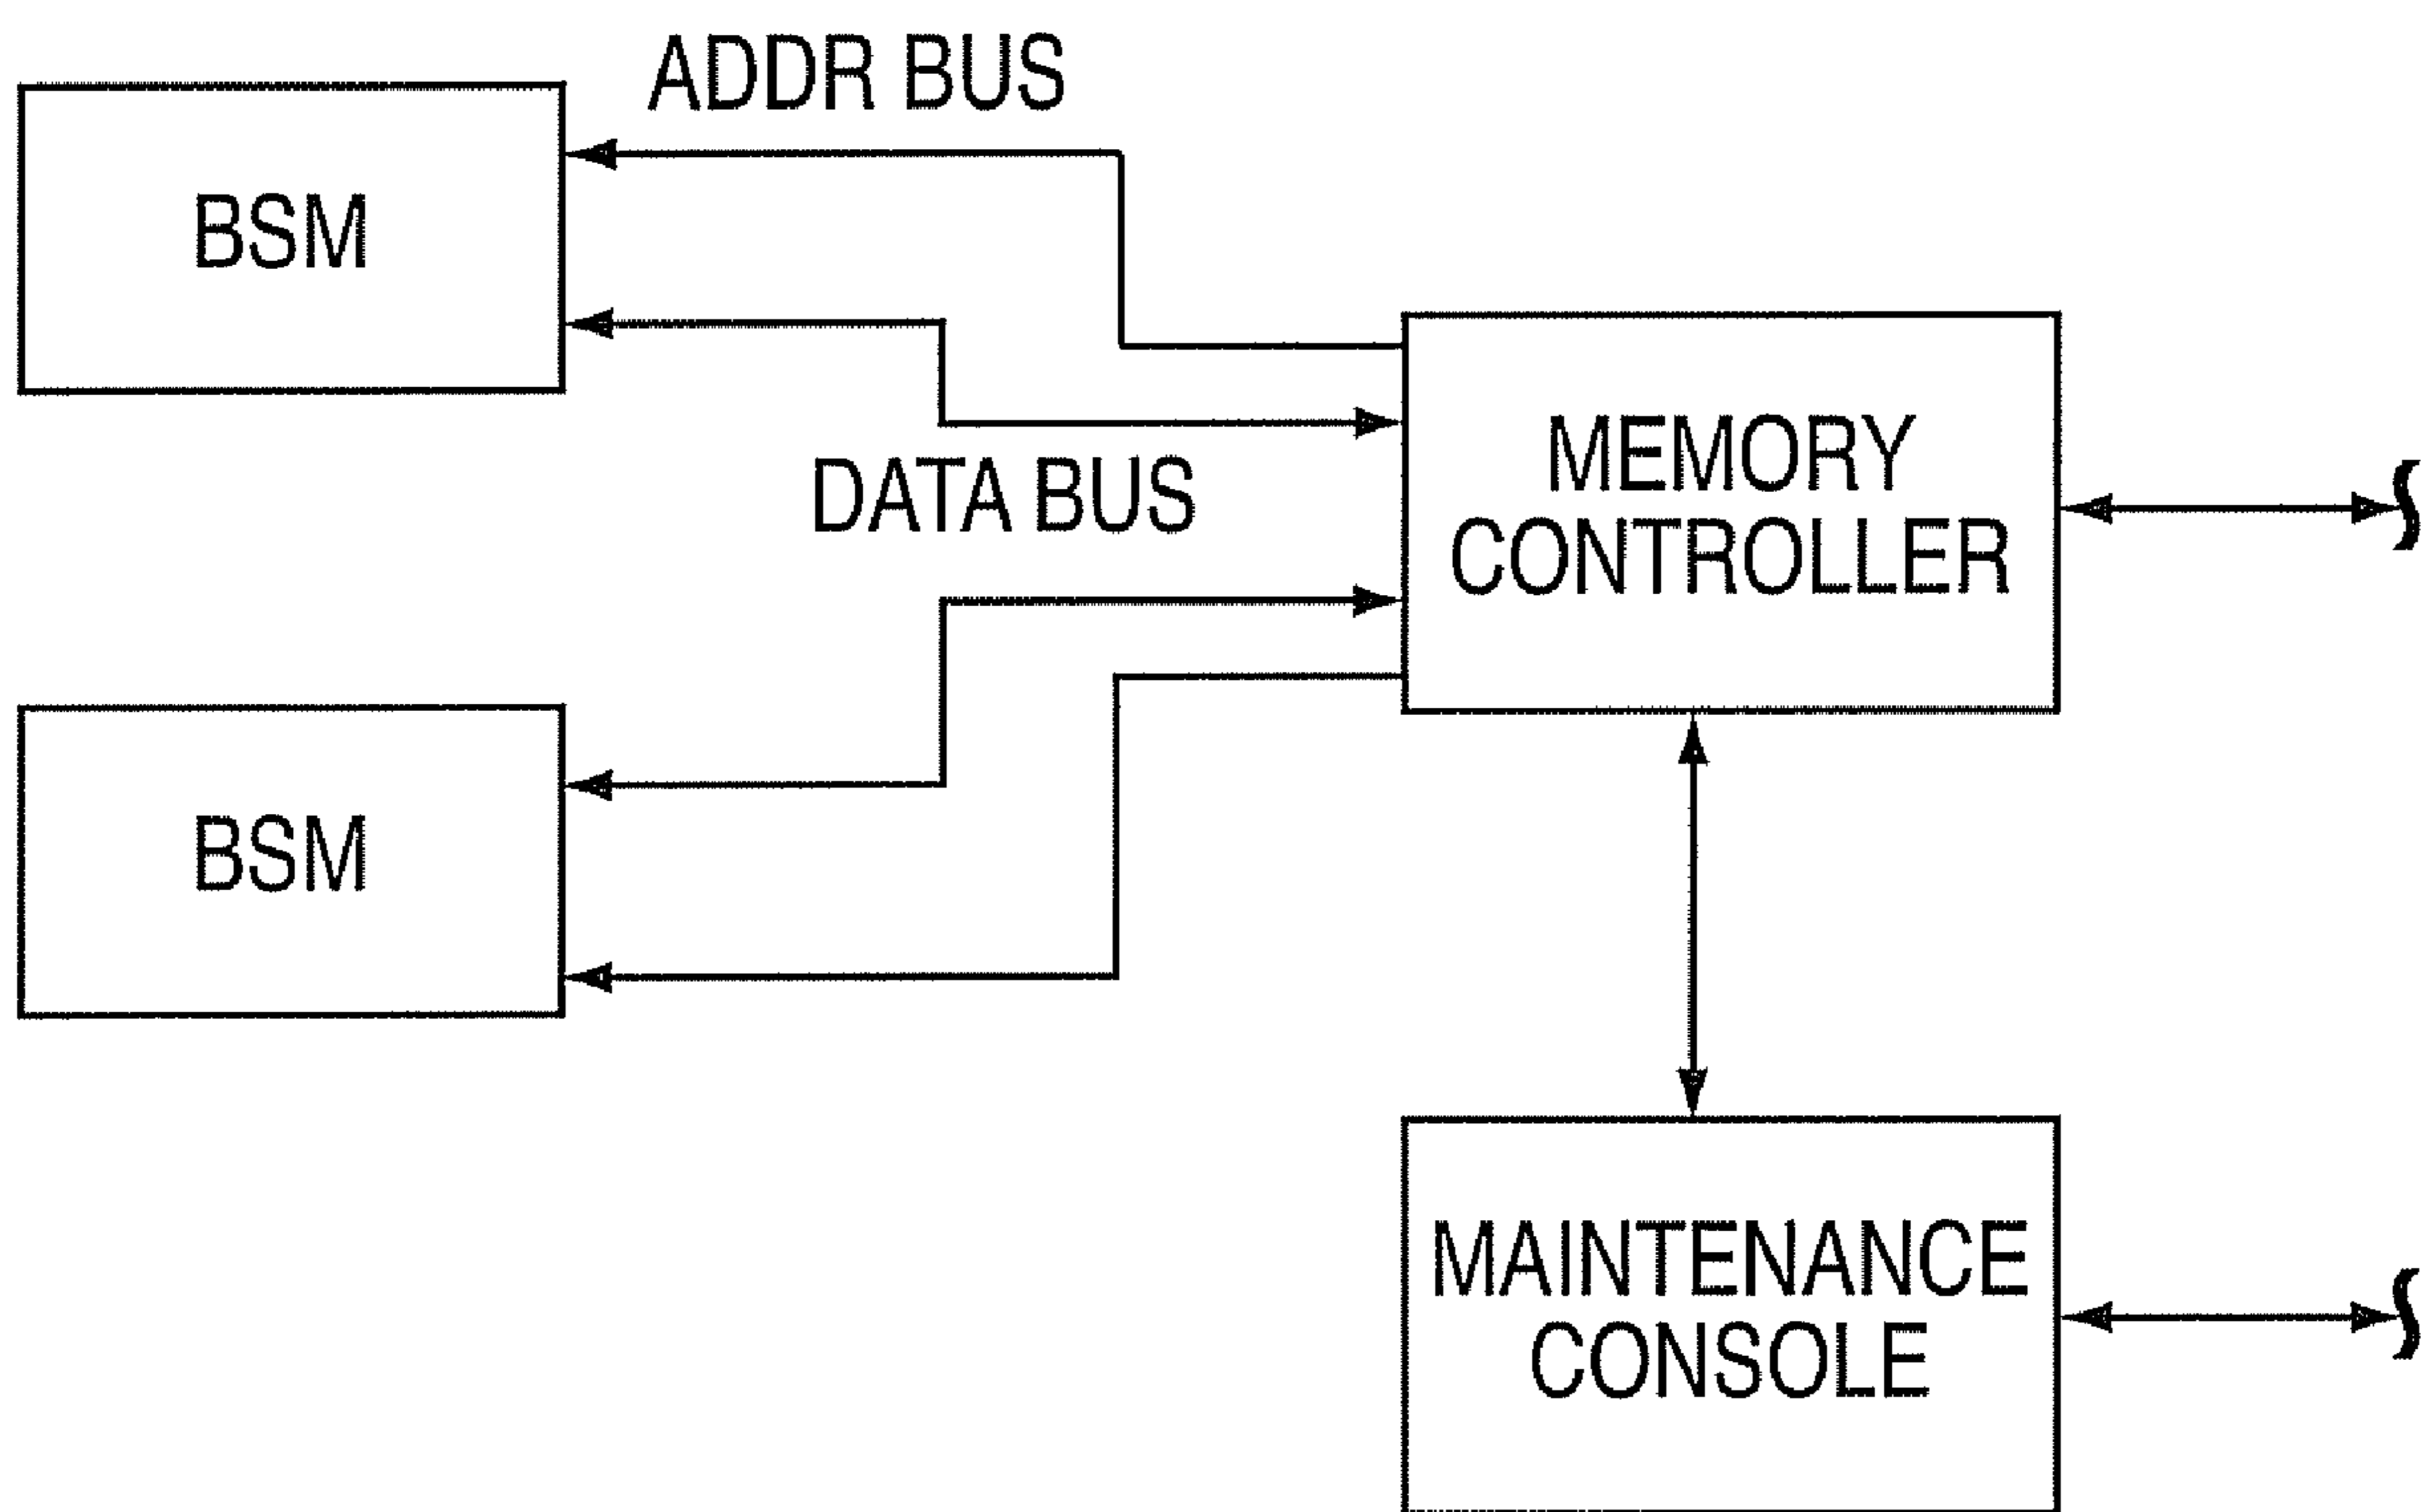 ADDR BUS
BSM
DATA BUS
MEMORY
CONTROLLER
BSM
MAINTENANCE
CONSOLE